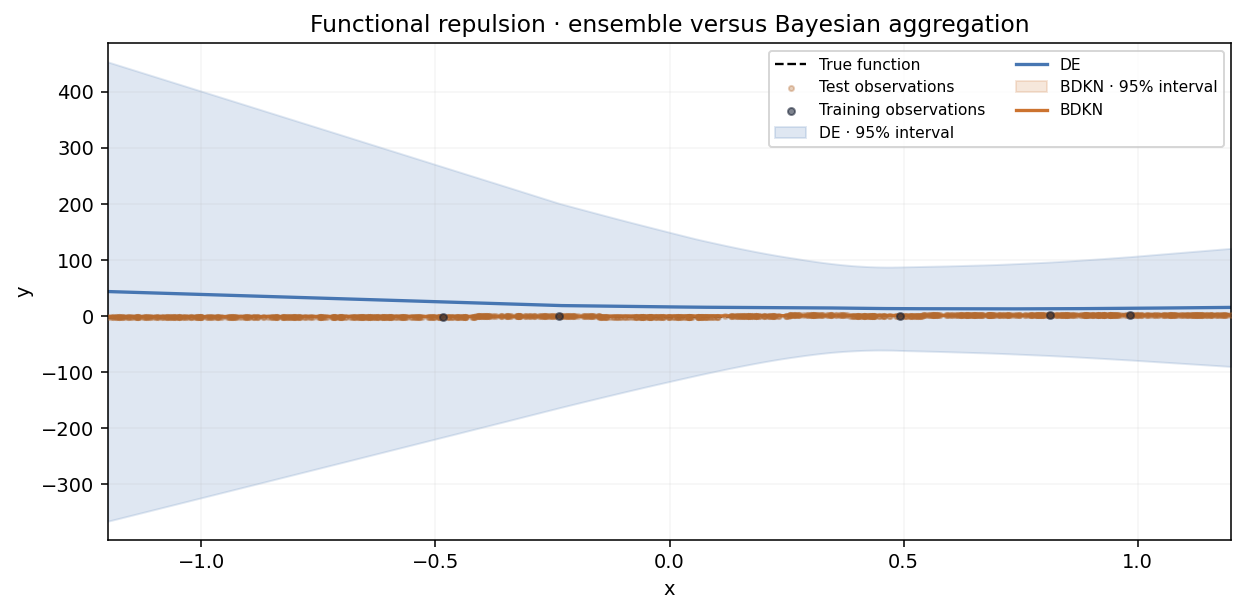 Functional repulsion · ensemble versus Bayesian aggregation
True function
Test observations
Training observations
DE · 95% interval
DE
BDKN · 95% interval
BDKN
400
300
200
100
0
−100
−200
−300
y
−1.0
−0.5
0.0
0.5
1.0
x